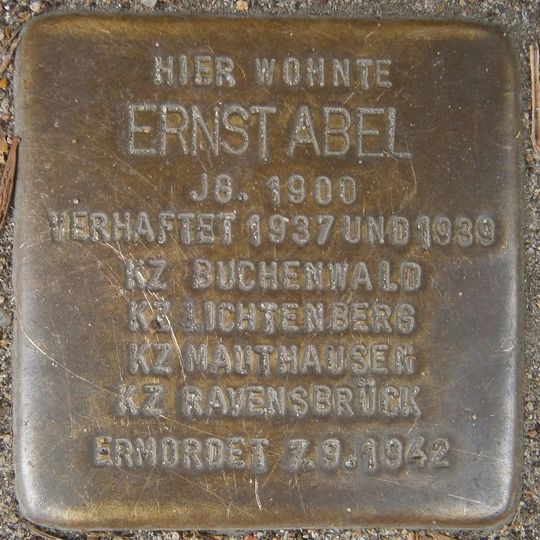 HIER WOHNTE
ERNST ABEL
JG. 1900
VERHAFTET 1937 UND 1939
KZ BUCHENWALD
KZ LICHTENBERG
KZ MAUTHAUSEN
KZ RAVENSBRÜCK
ERMORDET 7.9.1942